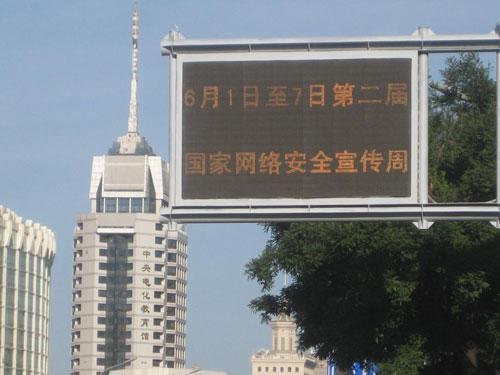 6月1日至7日第二届
国家网络安全宣传周
中央电化教育馆